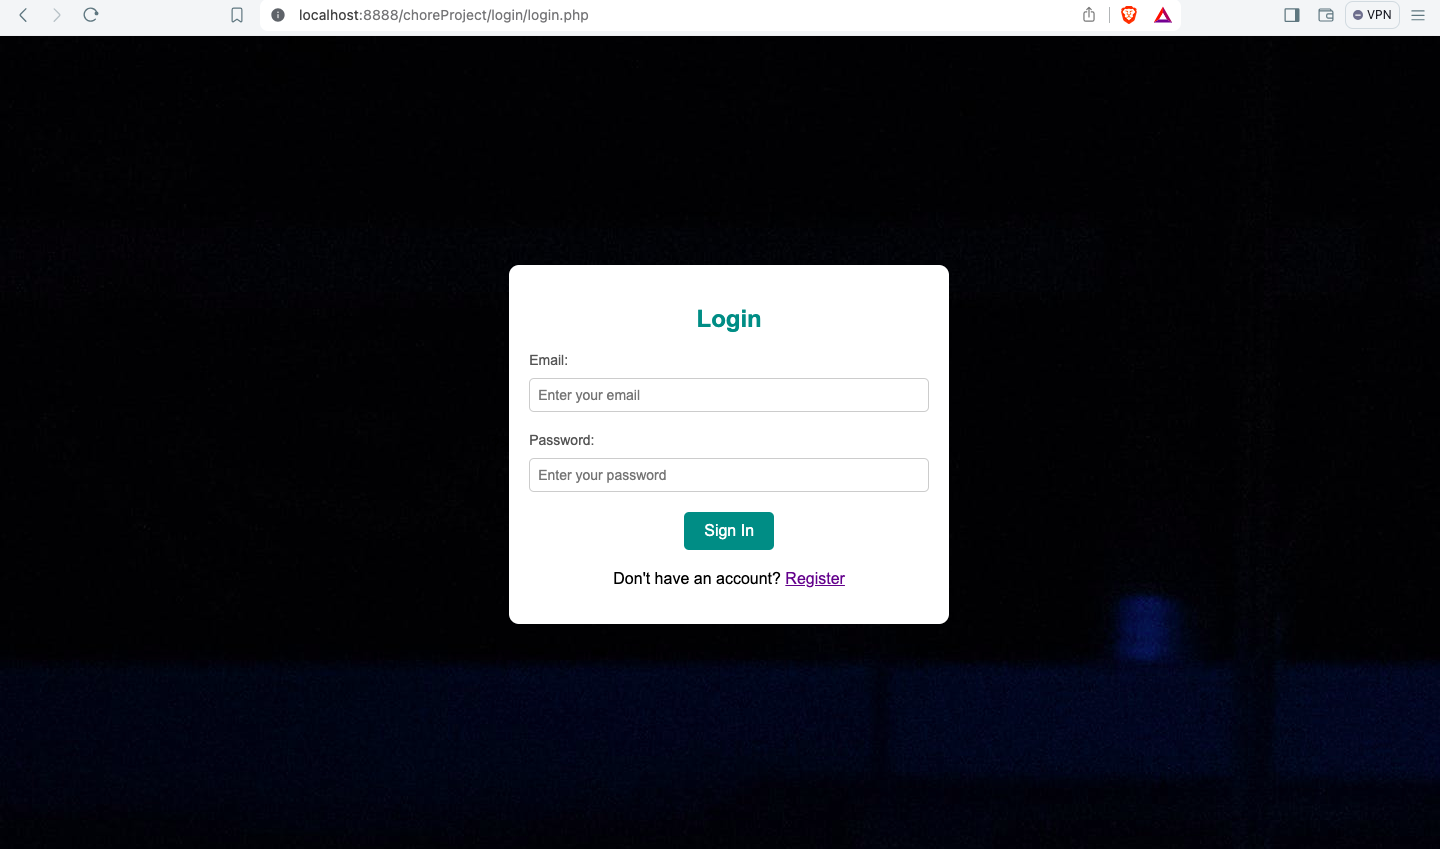 localhost:8888/choreProject/login/login.php
VPN
Login
Email:
Enter your email
Password:
Enter your password
Sign In
Don't have an account? Register